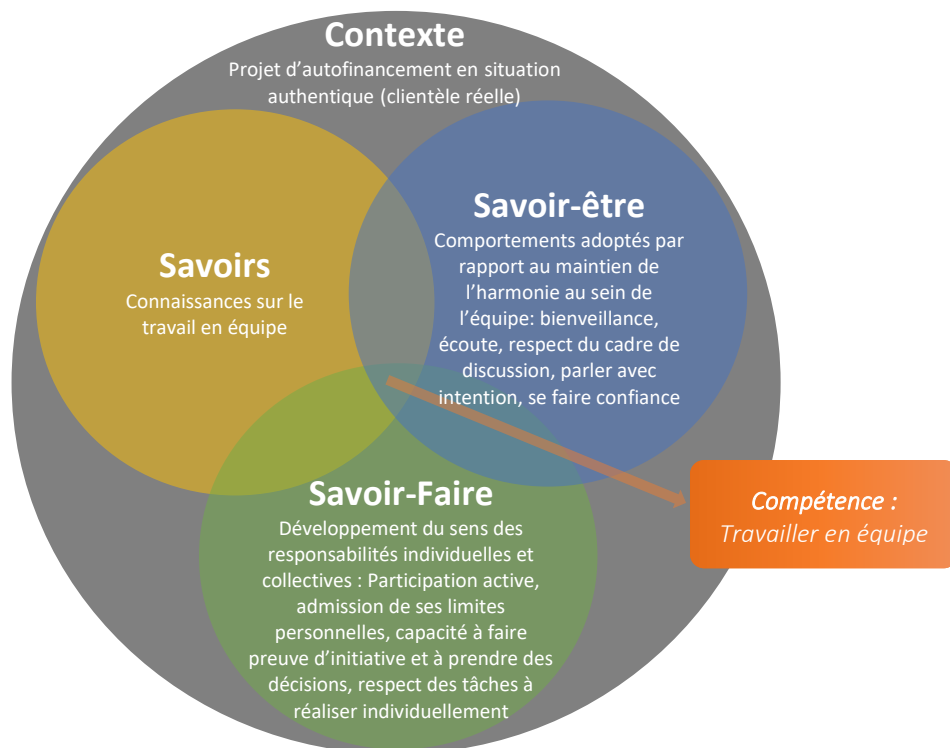 Contexte
Projet d'autofinancement en situation
authentique (clientèle réelle)
Savoirs
Connaissances sur le
travail en équipe
Savoir-être
Comportements adoptés par
rapport au maintien de
l'harmonie au sein de
l'équipe: bienveillance,
écoute, respect du cadre de
discussion, parler avec
intention, se faire confiance
Savoir-Faire
Développement du sens des
responsabilités individuelles et
collectives : Participation active,
admission de ses limites
personnelles, capacité à faire
preuve d'initiative et à prendre des
décisions, respect des tâches à
réaliser individuellement
Compétence :
Travailler en équipe